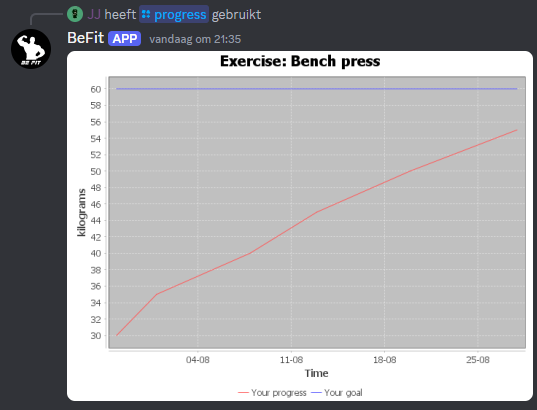 JJ heeft progress gebruikt
BeFit APP vandaag om 21:35
BE FIT
Exercise: Bench press
kilograms
60
58
56
54
52
50
48
46
44
42
40
38
36
34
32
30
04-08 11-08 18-08 25-08
Time
Your progress Your goal